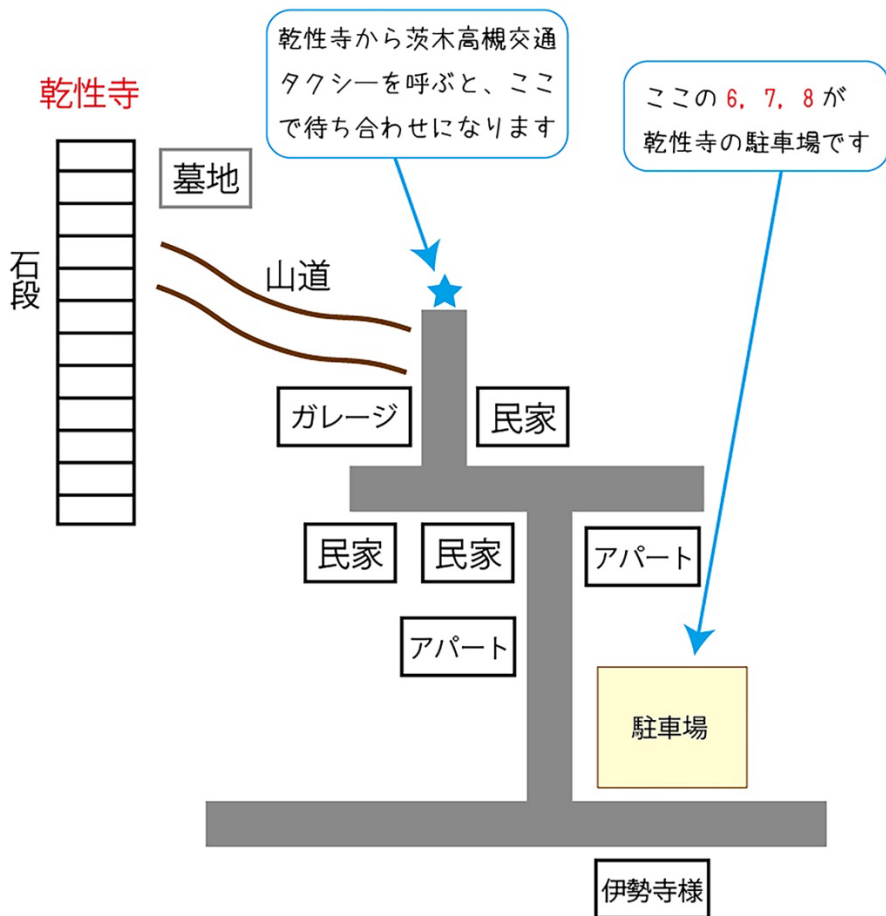 乾性寺から茨木高槻交通
タクシーを呼ぶと、ここ
で待ち合わせになります
ここの 6, 7, 8 が
乾性寺の駐車場です
乾性寺
墓地
石段
山道
ガレージ
民家
民家
民家
アパート
アパート
駐車場
伊勢寺様